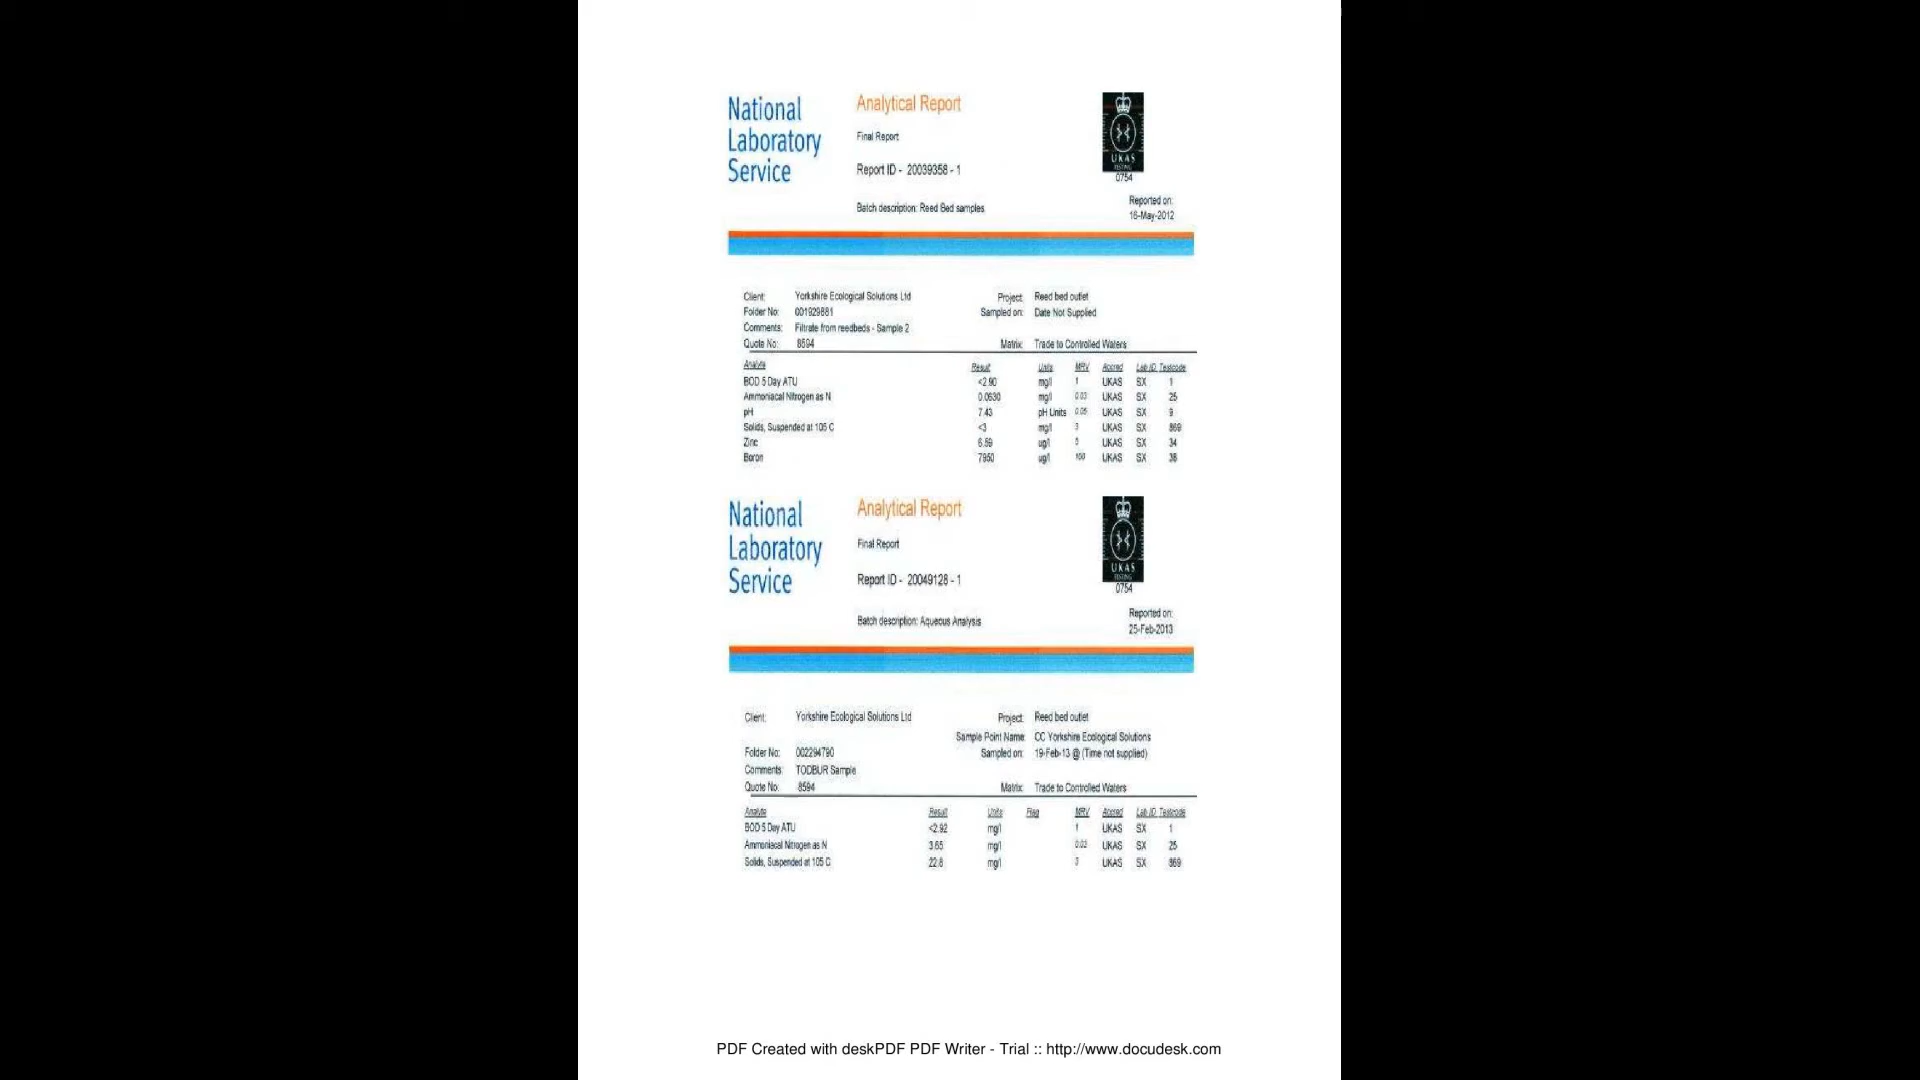 National
Laboratory
Service
Analytical Report
Final Report
Report ID - 20039358 - 1
Batch description: Reed Bed samples
UKAS
TESTING
0754
Reported on:
16-May-2012
Client: Yorkshire Ecological Solutions Ltd Project: Reed bed outlet
Folder No: 001929881 Sampled on: Date Not Supplied
Comments: Filtrate from reedbeds - Sample 2
Quote No: 8594 Matrix: Trade to Controlled Waters
Analyte Result Units MRV Accred Lab ID Testcode
BOD 5 Day ATU <2.90 mg/l 1 UKAS SX 1
Ammoniacal Nitrogen as N 0.0630 mg/l 0.03 UKAS SX 25
pH 7.43 pH Units 0.05 UKAS SX 9
Solids, Suspended at 105 C <3 mg/l 3 UKAS SX 869
Zinc 6.59 ug/l 5 UKAS SX 34
Boron 7950 ug/l 100 UKAS SX 38
National
Laboratory
Service
Analytical Report
Final Report
Report ID - 20049128 - 1
Batch description: Aqueous Analysis
UKAS
TESTING
0754
Reported on:
25-Feb-2013
Client: Yorkshire Ecological Solutions Ltd Project: Reed bed outlet
Sample Point Name: CC Yorkshire Ecological Solutions
Folder No: 002294790 Sampled on: 19-Feb-13 @ (Time not supplied)
Comments: TODBUR Sample
Quote No: 8594 Matrix: Trade to Controlled Waters
Analyte Result Units Flag MRV Accred Lab ID Testcode
BOD 5 Day ATU <2.92 mg/l 1 UKAS SX 1
Ammoniacal Nitrogen as N 3.65 mg/l 0.03 UKAS SX 25
Solids, Suspended at 105 C 22.8 mg/l 3 UKAS SX 869
PDF Created with deskPDF PDF Writer - Trial :: http://www.docudesk.com